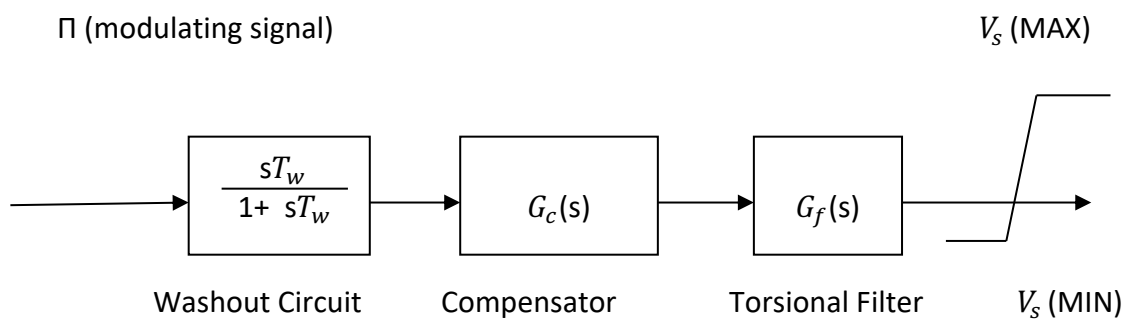 Π (modulating signal) V_s (MAX)
sT_w
1+ sT_w
G_c(s)
G_f(s)
Washout Circuit Compensator Torsional Filter V_s (MIN)